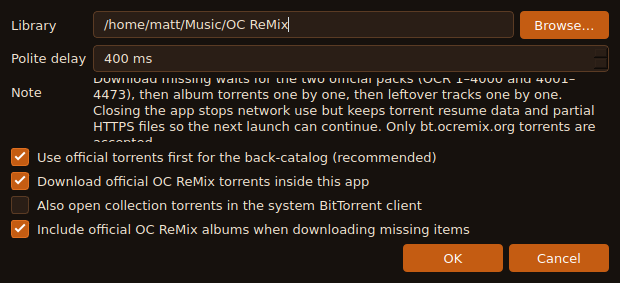 Library /home/matt/Music/OC ReMix Browse...
Polite delay 400 ms
Download missing waits for the two official packs (OCR 1–4000 and 4001–
Note 4473), then album torrents one by one, then leftover tracks one by one.
Closing the app stops network use but keeps torrent resume data and partial
HTTPS files so the next launch can continue. Only bt.ocremix.org torrents are
accepted.
Use official torrents first for the back-catalog (recommended)
Download official OC ReMix torrents inside this app
Also open collection torrents in the system BitTorrent client
Include official OC ReMix albums when downloading missing items
OK Cancel